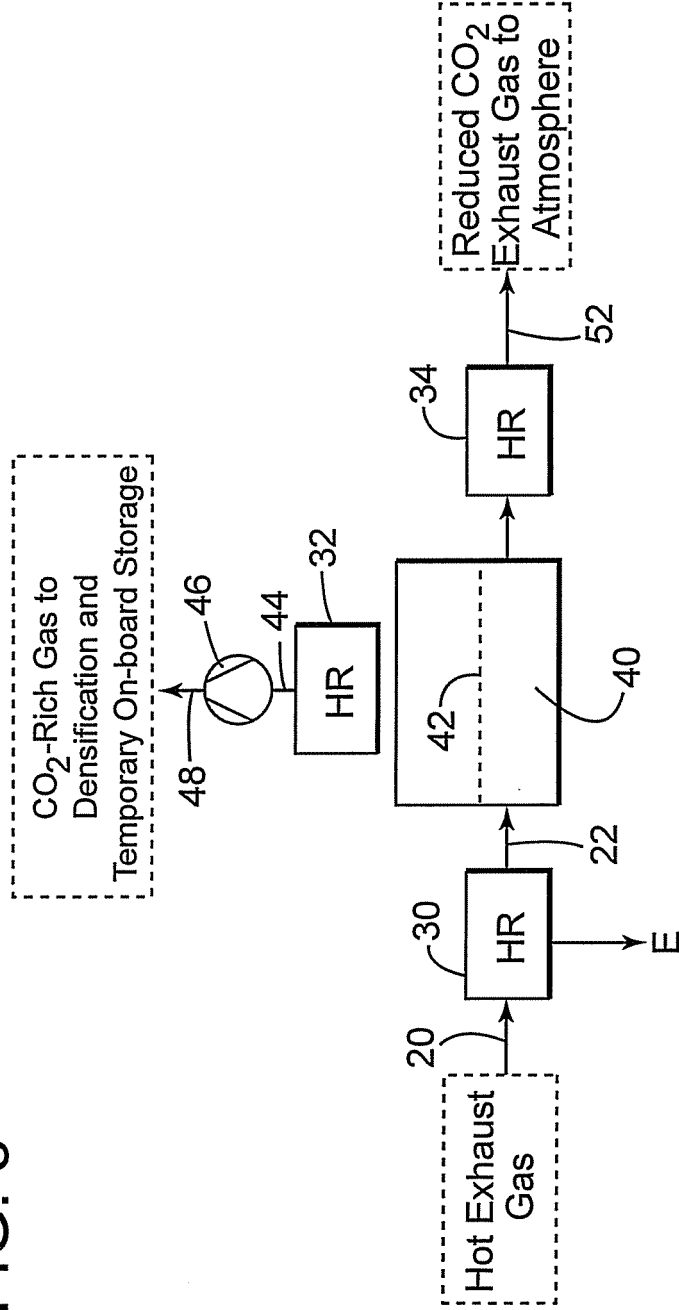 FIG.
CO2-Rich Gas to
Densification and
Temporary On-board Storage
48
46
44
32
HR
Hot Exhaust
Gas
20
30
HR
E
22
42
40
34
HR
52
Reduced CO2
Exhaust Gas to
Atmosphere